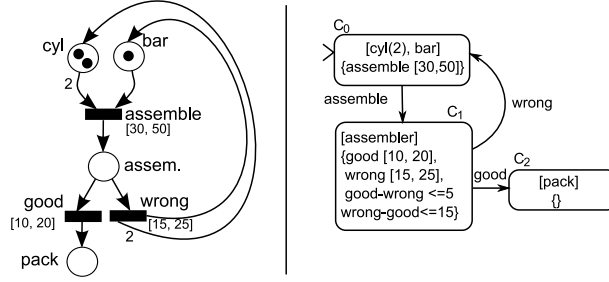 cyl
bar
2
assemble
[30, 50]
assem.
good
wrong
[10, 20]
[15, 25]
2
pack
C0
[cyl(2), bar]
{assemble [30,50]}
assemble
wrong
C1
[assembler]
{good [10, 20],
wrong [15, 25],
good-wrong <=5
wrong-good<=15}
good
C2
[pack]
{}